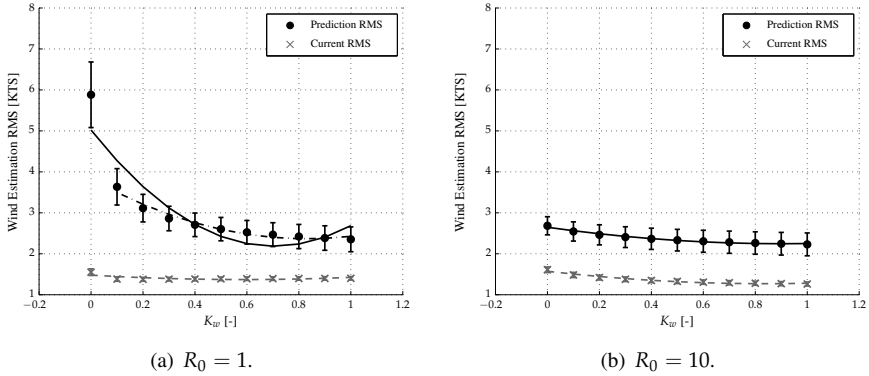 8
7
6
5
4
3
2
1
Wind Estimation RMS [KTS]
Prediction RMS
Current RMS
−0.2 0 0.2 0.4 0.6 0.8 1 1.2
K_w [-]
(a) R_0 = 1.
8
7
6
5
4
3
2
1
Wind Estimation RMS [KTS]
Prediction RMS
Current RMS
−0.2 0 0.2 0.4 0.6 0.8 1 1.2
K_w [-]
(b) R_0 = 10.